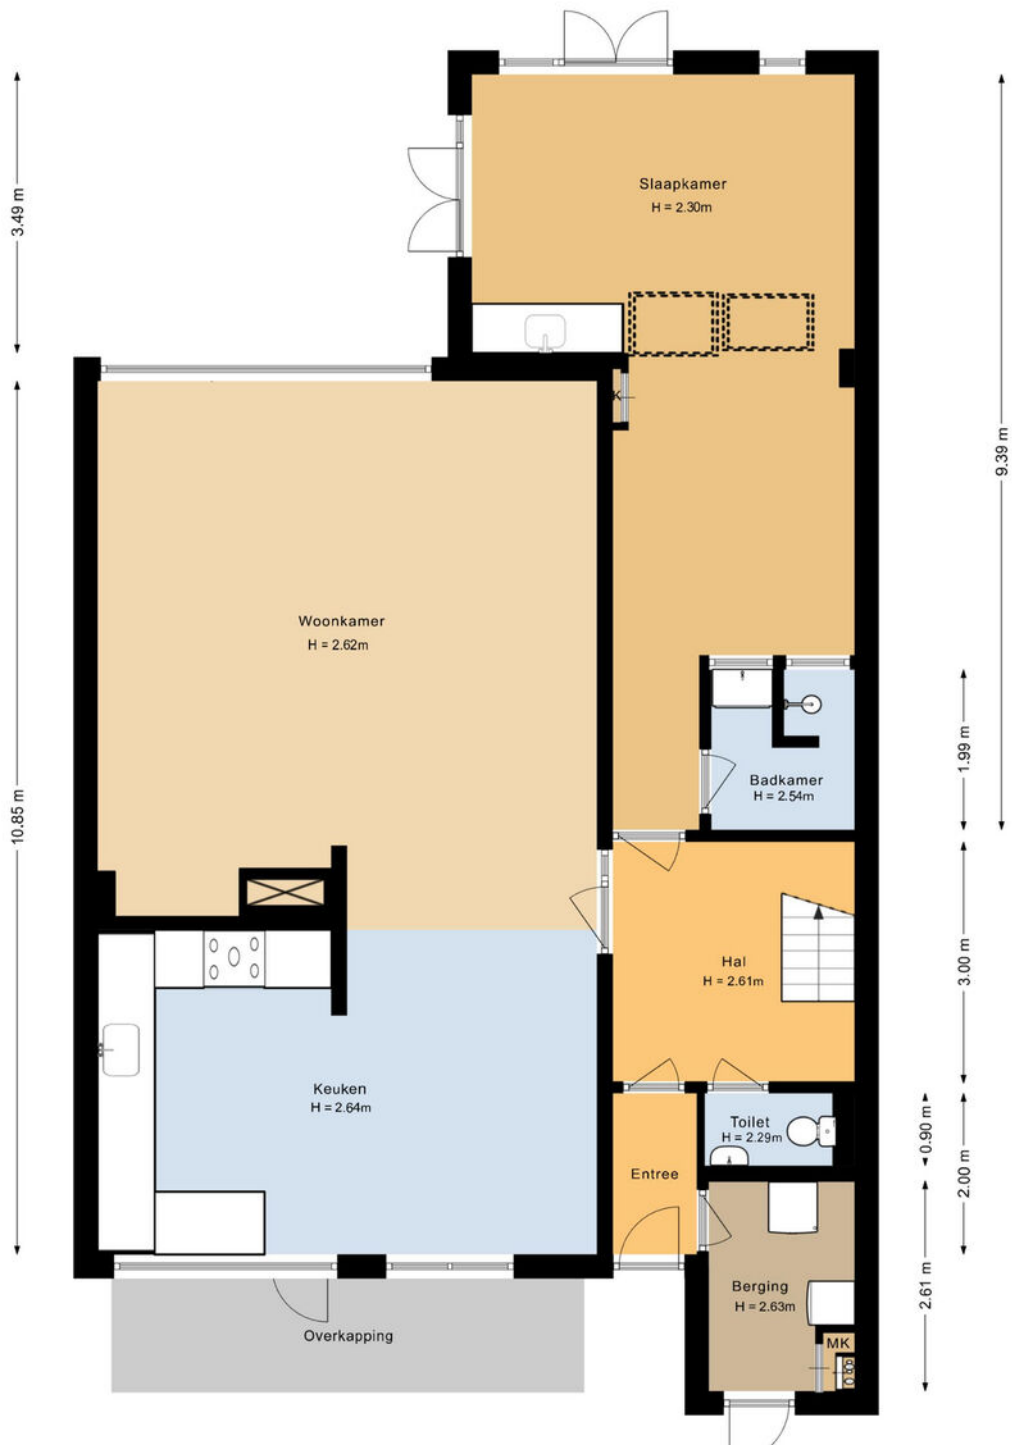 Slaapkamer
H = 2.30m
3.49 m
9.39 m
K
Woonkamer
H = 2.62m
10.85 m
Badkamer
H = 2.54m
1.99 m
Hal
H = 2.61m
3.00 m
Keuken
H = 2.64m
Toilet
H = 2.29m
0.90 m
2.00 m
Entree
Berging
H = 2.63m
2.61 m
MK
Overkapping